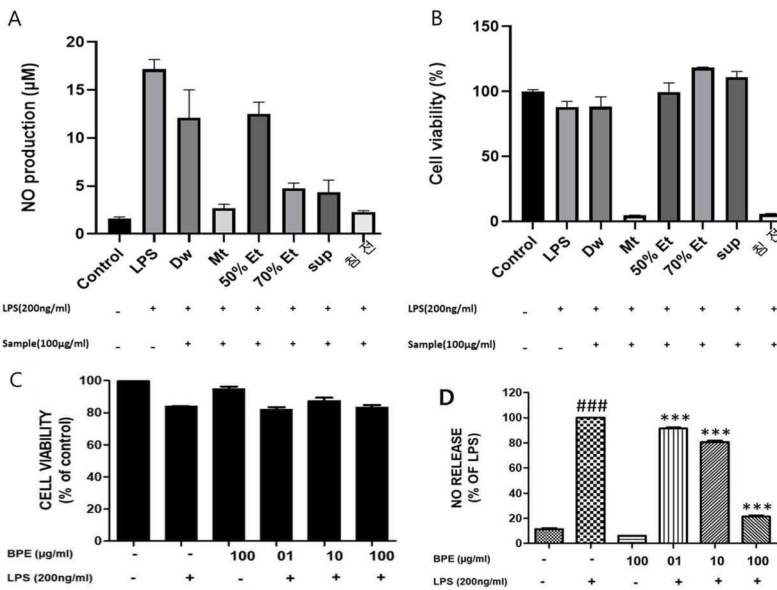 A
NO production (µM)
20
15
10
5
0
Control
LPS
Dw
Mt
50% Et
70% Et
sup
침전
LPS(200ng/ml) - + + + + + + +
Sample(100µg/ml) - - + + + + + +
B
Cell viability (%)
150
100
50
0
Control
LPS
Dw
Mt
50% Et
70% Et
sup
침전
LPS(200ng/ml) - + + + + + + +
Sample(100µg/ml) - - + + + + + +
C
CELL VIABILITY
(% of control)
100
80
60
40
20
0
BPE (µg/ml) - - 100 01 10 100
LPS (200ng/ml) - + - + + +
D
NO RELEASE
(% OF LPS)
120
100
80
60
40
20
0
###
***
***
***
BPE (µg/ml) - - 100 01 10 100
LPS (200ng/ml) - + - + + +